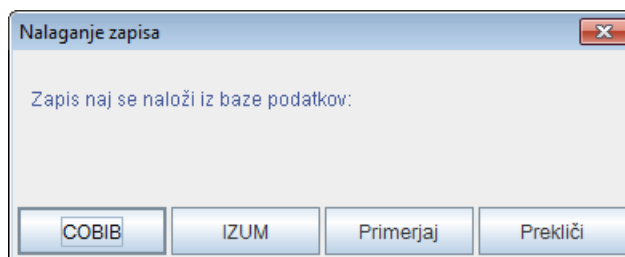 Nalaganje zapisa
Zapis naj se naloži iz baze podatkov:
COBIB IZUM Primerjaj Prekliči